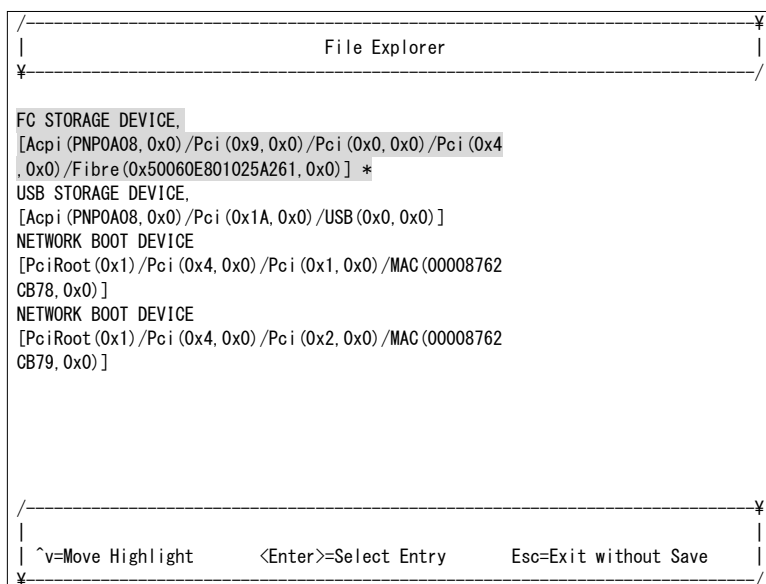 /------------------------------------------------------------------------------¥
| File Explorer |
¥------------------------------------------------------------------------------/
FC STORAGE DEVICE,
[Acpi(PNP0A08,0x0)/Pci(0x9,0x0)/Pci(0x0,0x0)/Pci(0x4
,0x0)/Fibre(0x50060E801025A261,0x0)] *
USB STORAGE DEVICE,
[Acpi(PNP0A08,0x0)/Pci(0x1A,0x0)/USB(0x0,0x0)]
NETWORK BOOT DEVICE
[PciRoot(0x1)/Pci(0x4,0x0)/Pci(0x1,0x0)/MAC(00008762
CB78,0x0)]
NETWORK BOOT DEVICE
[PciRoot(0x1)/Pci(0x4,0x0)/Pci(0x2,0x0)/MAC(00008762
CB79,0x0)]
/------------------------------------------------------------------------------¥
| |
| ^v=Move Highlight <Enter>=Select Entry Esc=Exit without Save |
¥------------------------------------------------------------------------------/